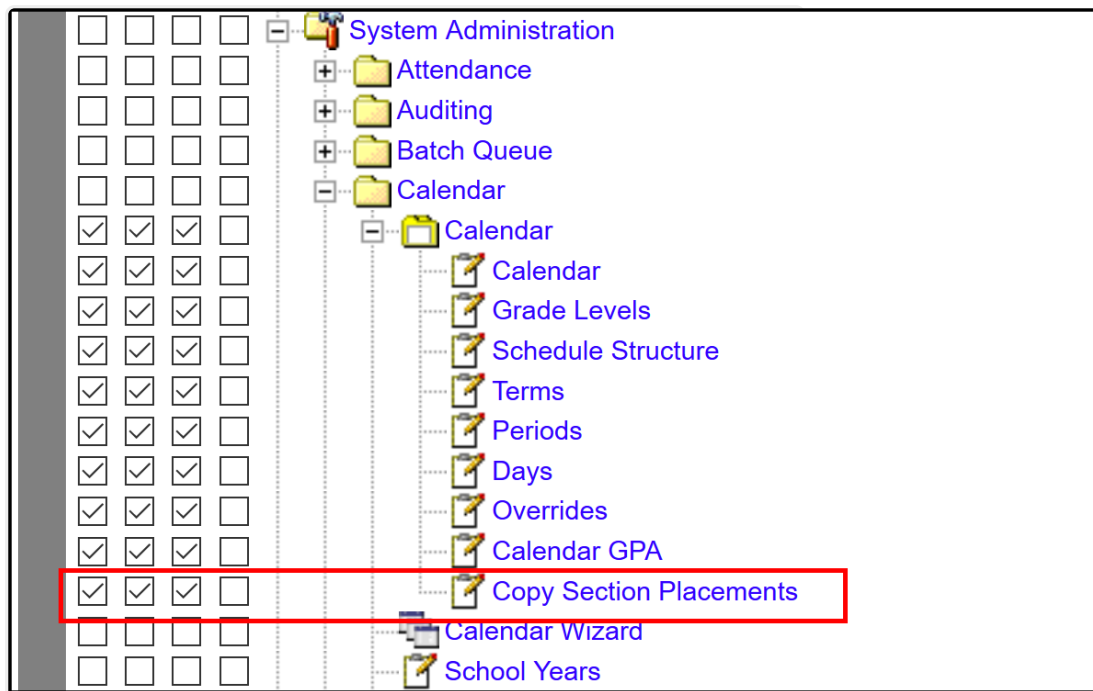 System Administration
Attendance
Auditing
Batch Queue
Calendar
Calendar
Calendar
Grade Levels
Schedule Structure
Terms
Periods
Days
Overrides
Calendar GPA
Copy Section Placements
Calendar Wizard
School Years